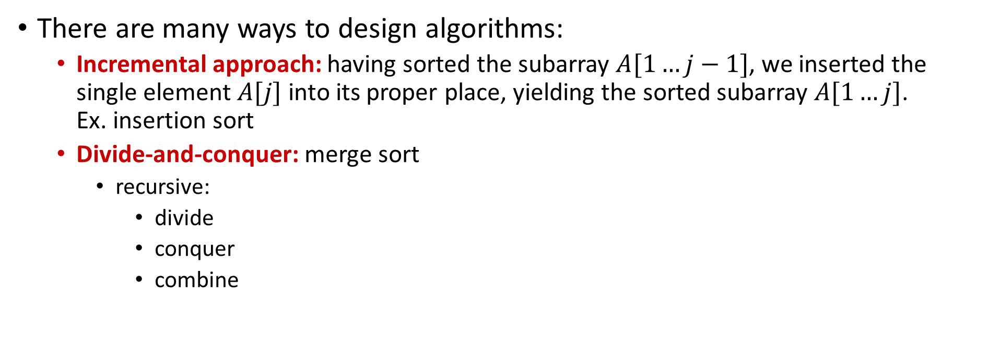 • There are many ways to design algorithms:
• Incremental approach: having sorted the subarray A[1 … j − 1], we inserted the
single element A[j] into its proper place, yielding the sorted subarray A[1 … j].
Ex. insertion sort
• Divide-and-conquer: merge sort
• recursive:
• divide
• conquer
• combine